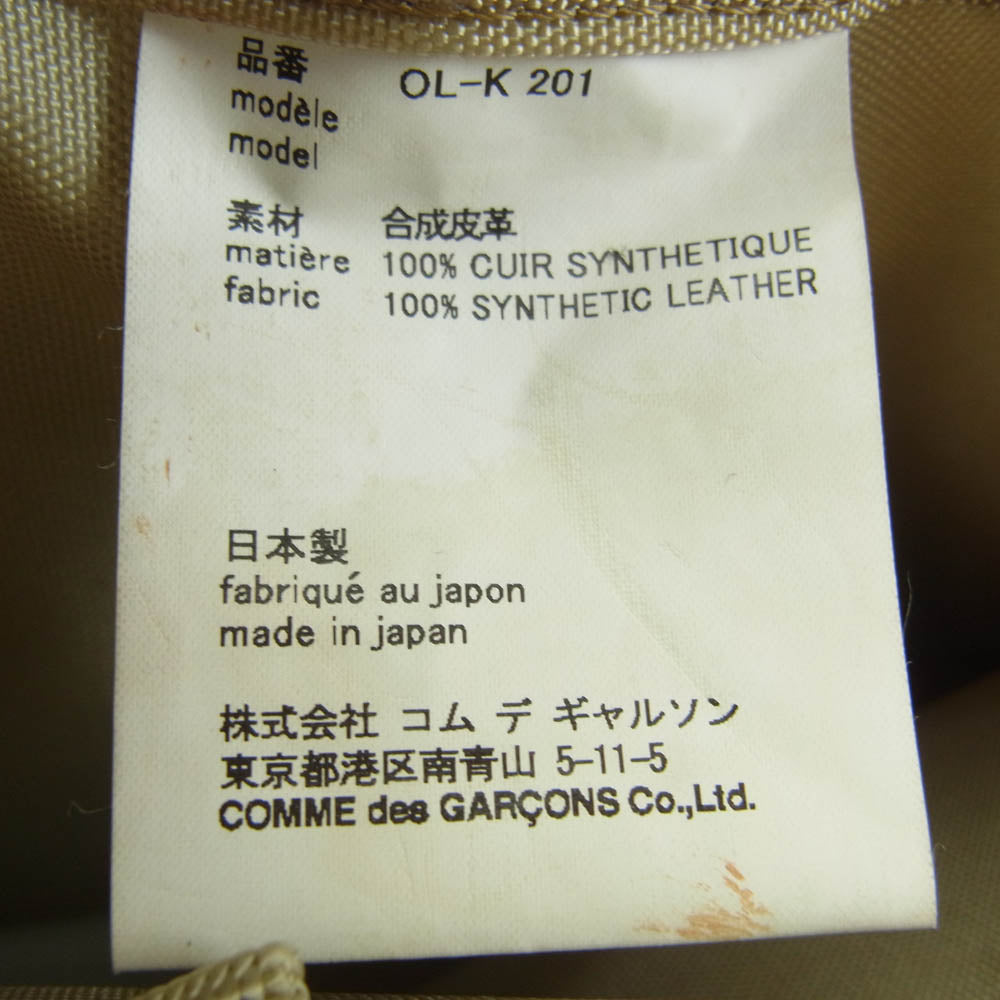 品番 OL-K 201
modèle
model
素材 合成皮革
matière 100% CUIR SYNTHETIQUE
fabric 100% SYNTHETIC LEATHER
日本製
fabriqué au japon
made in japan
株式会社 コム デ ギャルソン
東京都港区南青山 5-11-5
COMME des GARÇONS Co.,Ltd.